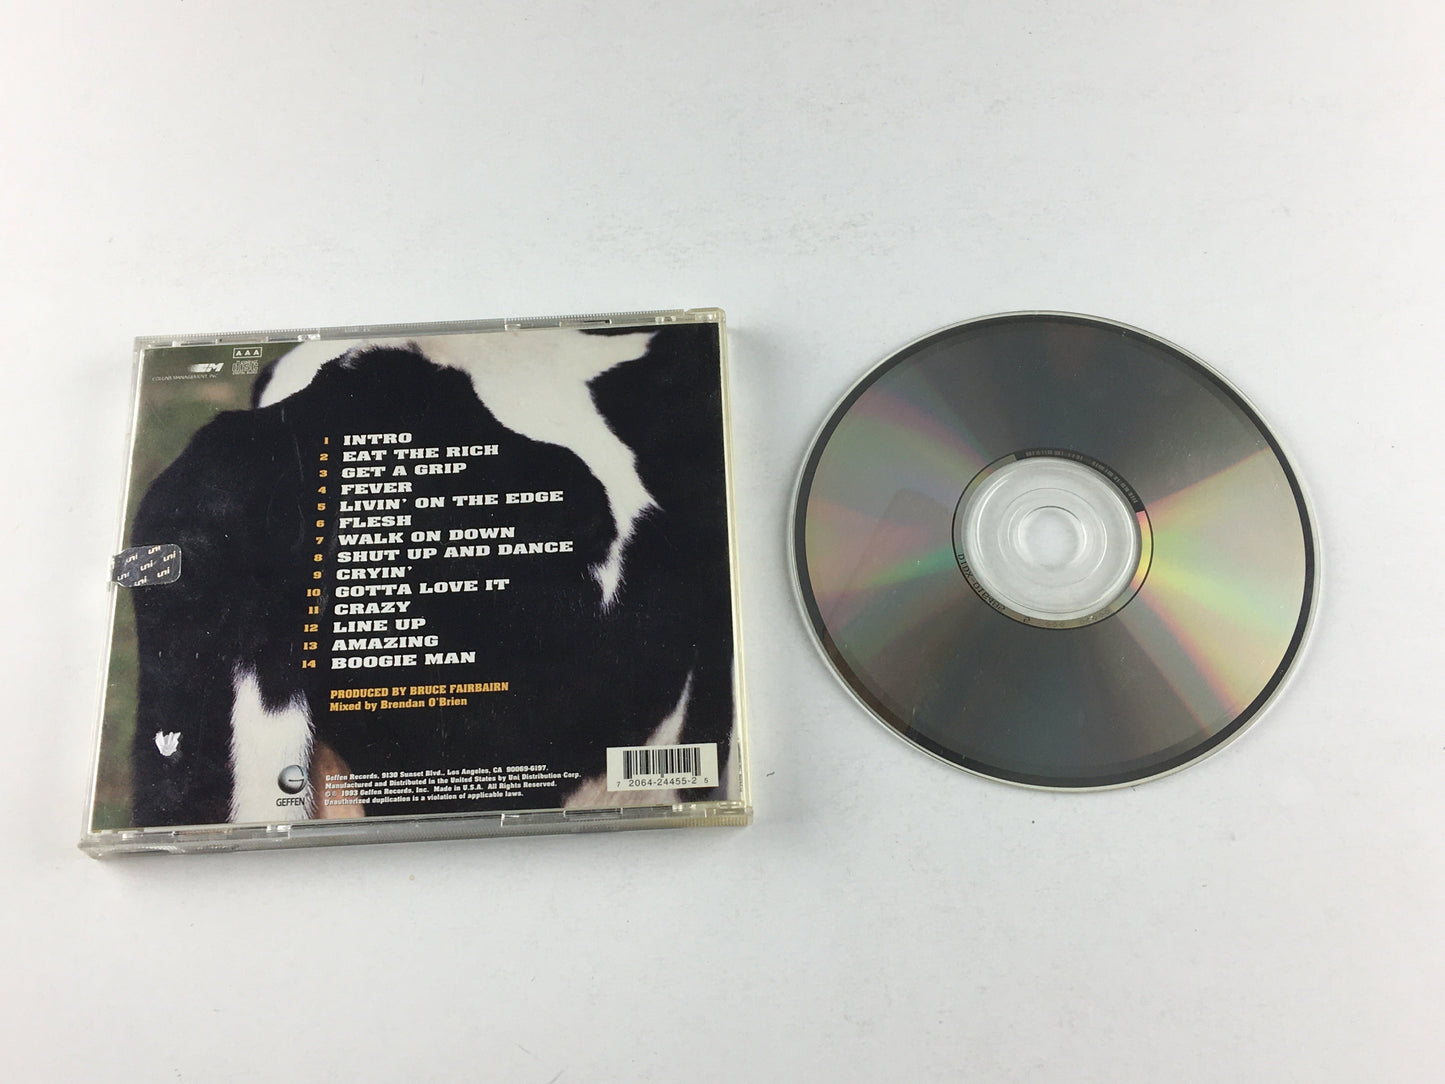 AAA
COLLINS MANAGEMENT, INC.
1 INTRO
2 EAT THE RICH
3 GET A GRIP
4 FEVER
5 LIVIN' ON THE EDGE
6 FLESH
7 WALK ON DOWN
8 SHUT UP AND DANCE
9 CRYIN'
10 GOTTA LOVE IT
11 CRAZY
12 LINE UP
13 AMAZING
14 BOOGIE MAN
PRODUCED BY BRUCE FAIRBAIRN
Mixed by Brendan O'Brien
uni uni
uni uni
GEFFEN
Geffen Records, 9130 Sunset Blvd., Los Angeles, CA 90069-6197.
Manufactured and Distributed in the United States by Uni Distribution Corp.
℗© 1993 Geffen Records, Inc. Made in U.S.A. All Rights Reserved.
Unauthorized duplication is a violation of applicable laws.
7 2064-24455-2 5